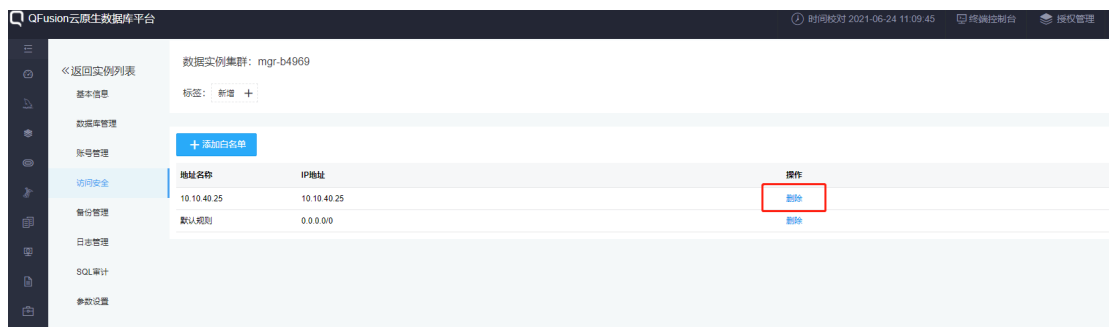 QFusion云原生数据库平台
时间校对 2021-06-24 11:09:45 终端控制台 授权管理
≪返回实例列表
基本信息
数据库管理
账号管理
访问安全
备份管理
日志管理
SQL审计
参数设置
数据实例集群：mgr-b4969
标签： 新增 +
+ 添加白名单
地址名称 IP地址 操作
10.10.40.25 10.10.40.25 删除
默认规则 0.0.0.0/0 删除